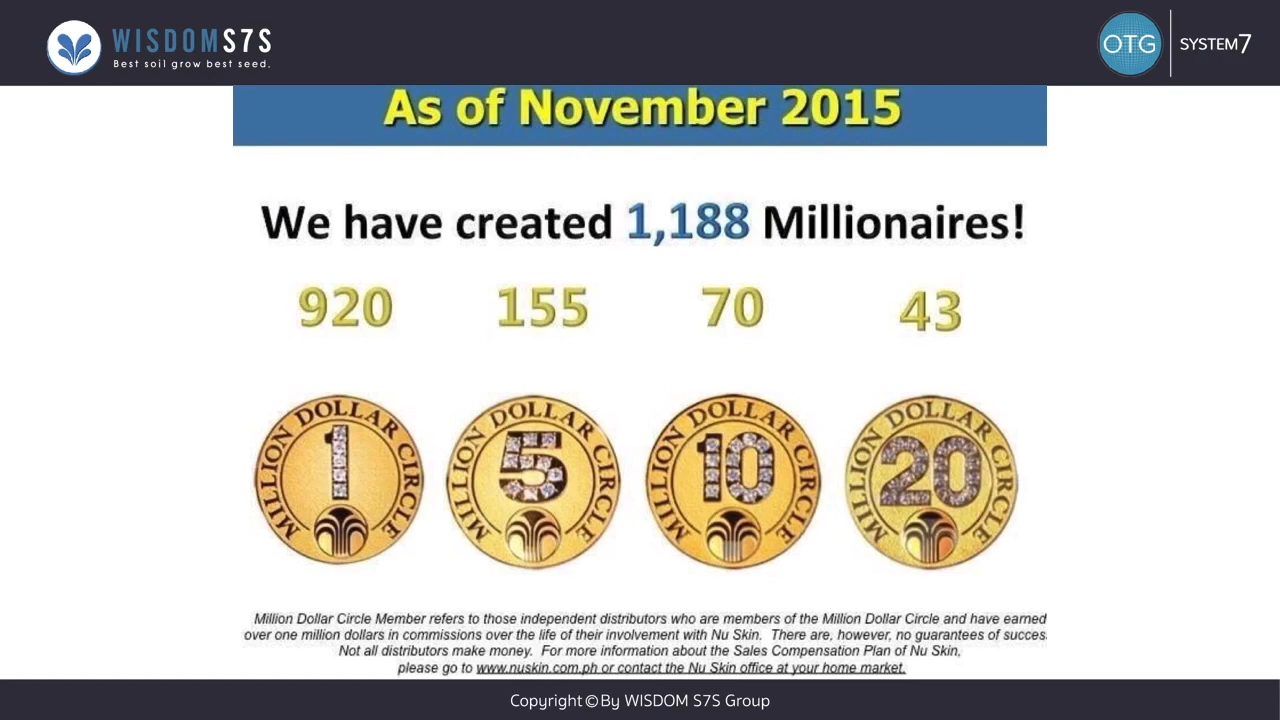 WISDOMS7S
Best soil grow best seed.
OTG
SYSTEM7
As of November 2015
We have created 1,188 Millionaires!
920 155 70 43
MILLION DOLLAR CIRCLE 1
MILLION DOLLAR CIRCLE 5
MILLION DOLLAR CIRCLE 10
MILLION DOLLAR CIRCLE 20
Million Dollar Circle Member refers to those independent distributors who are members of the Million Dollar Circle and have earned
over one million dollars in commissions over the life of their involvement with Nu Skin. There are, however, no guarantees of succes
Not all distributors make money. For more information about the Sales Compensation Plan of Nu Skin,
please go to www.nuskin.com.ph or contact the Nu Skin office at your home market.
Copyright©By WISDOM S7S Group